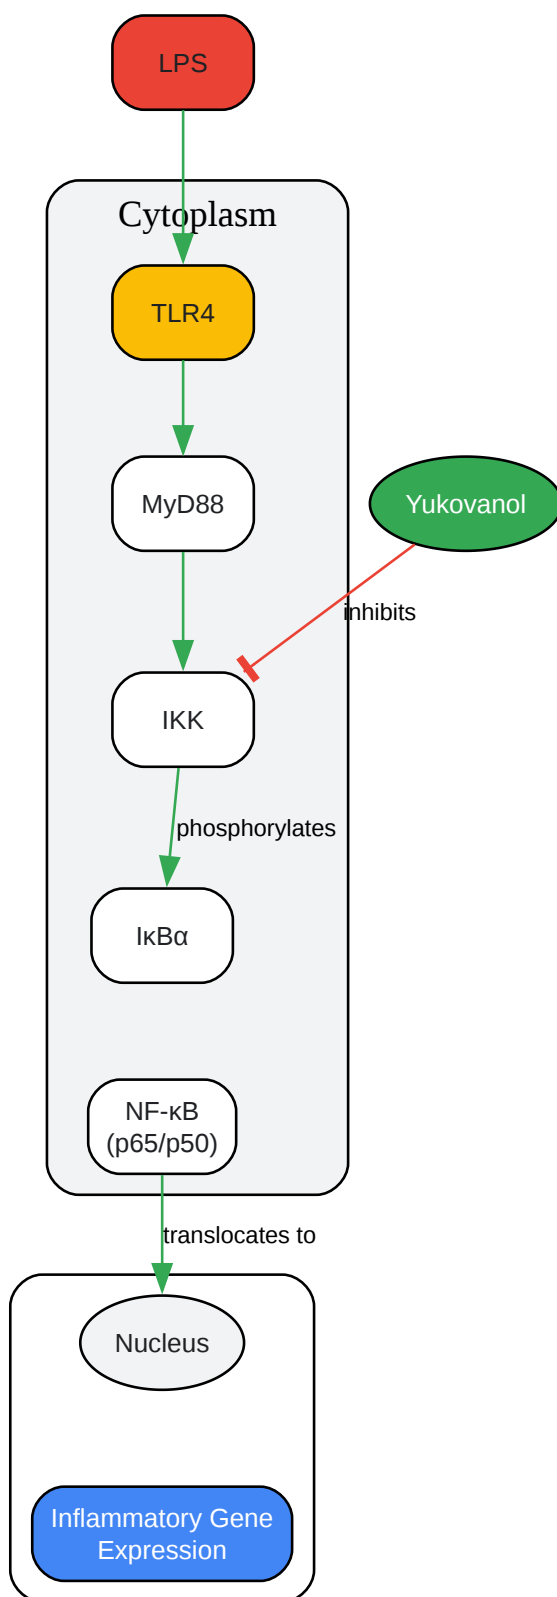 LPS
Cytoplasm
TLR4
MyD88
Yukovanol
inhibits
IKK
phosphorylates
IκBα
NF-κB
(p65/p50)
translocates to
Nucleus
Inflammatory Gene
Expression